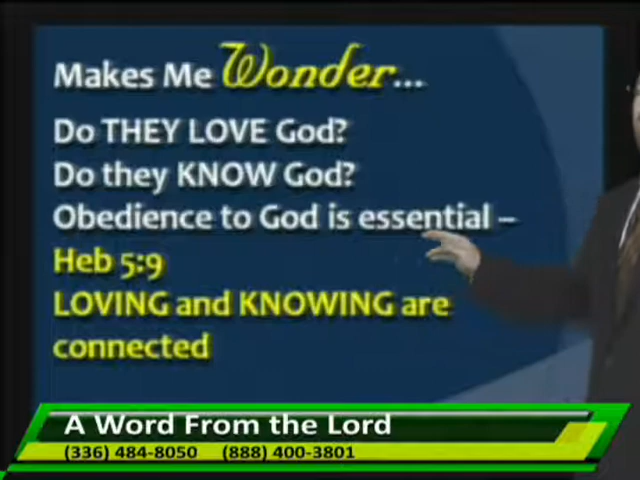 Makes Me Wonder...
Do THEY LOVE God?
Do they KNOW God?
Obedience to God is essential –
Heb 5:9
LOVING and KNOWING are
connected
A Word From the Lord
(336) 484-8050 (888) 400-3801